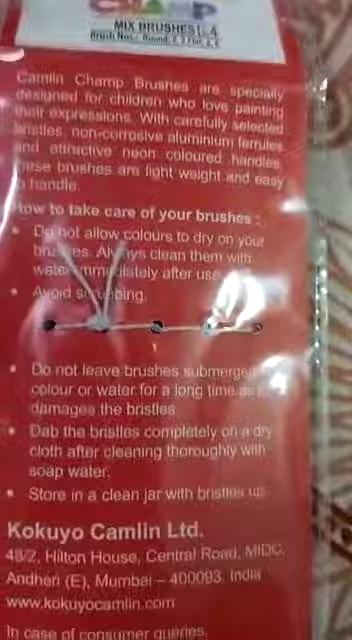 CHAMP
MIX BRUSHES
Brush Nos.: Round:
Camlin Champ Brushes are specially
designed for children who love painting
their expressions. With carefully selected
bristles, non-corrosive aluminium ferrules
and attractive neon coloured handles
these brushes are light weight and easy
to handle.
How to take care of your brushes :
• Do not allow colours to dry on your
brushes. Always clean them with
water immediately after use
• Avoid scrubbing.
• Do not leave brushes submerged
colour or water for a long time as
damages the bristles
• Dab the bristles completely on a dry
cloth after cleaning thoroughly with
soap water.
• Store in a clean jar with bristles up.
Kokuyo Camlin Ltd.
48/2, Hilton House, Central Road, MIDC,
Andheri (E), Mumbai – 400093. India
www.kokuyocamlin.com
In case of consumer queries,